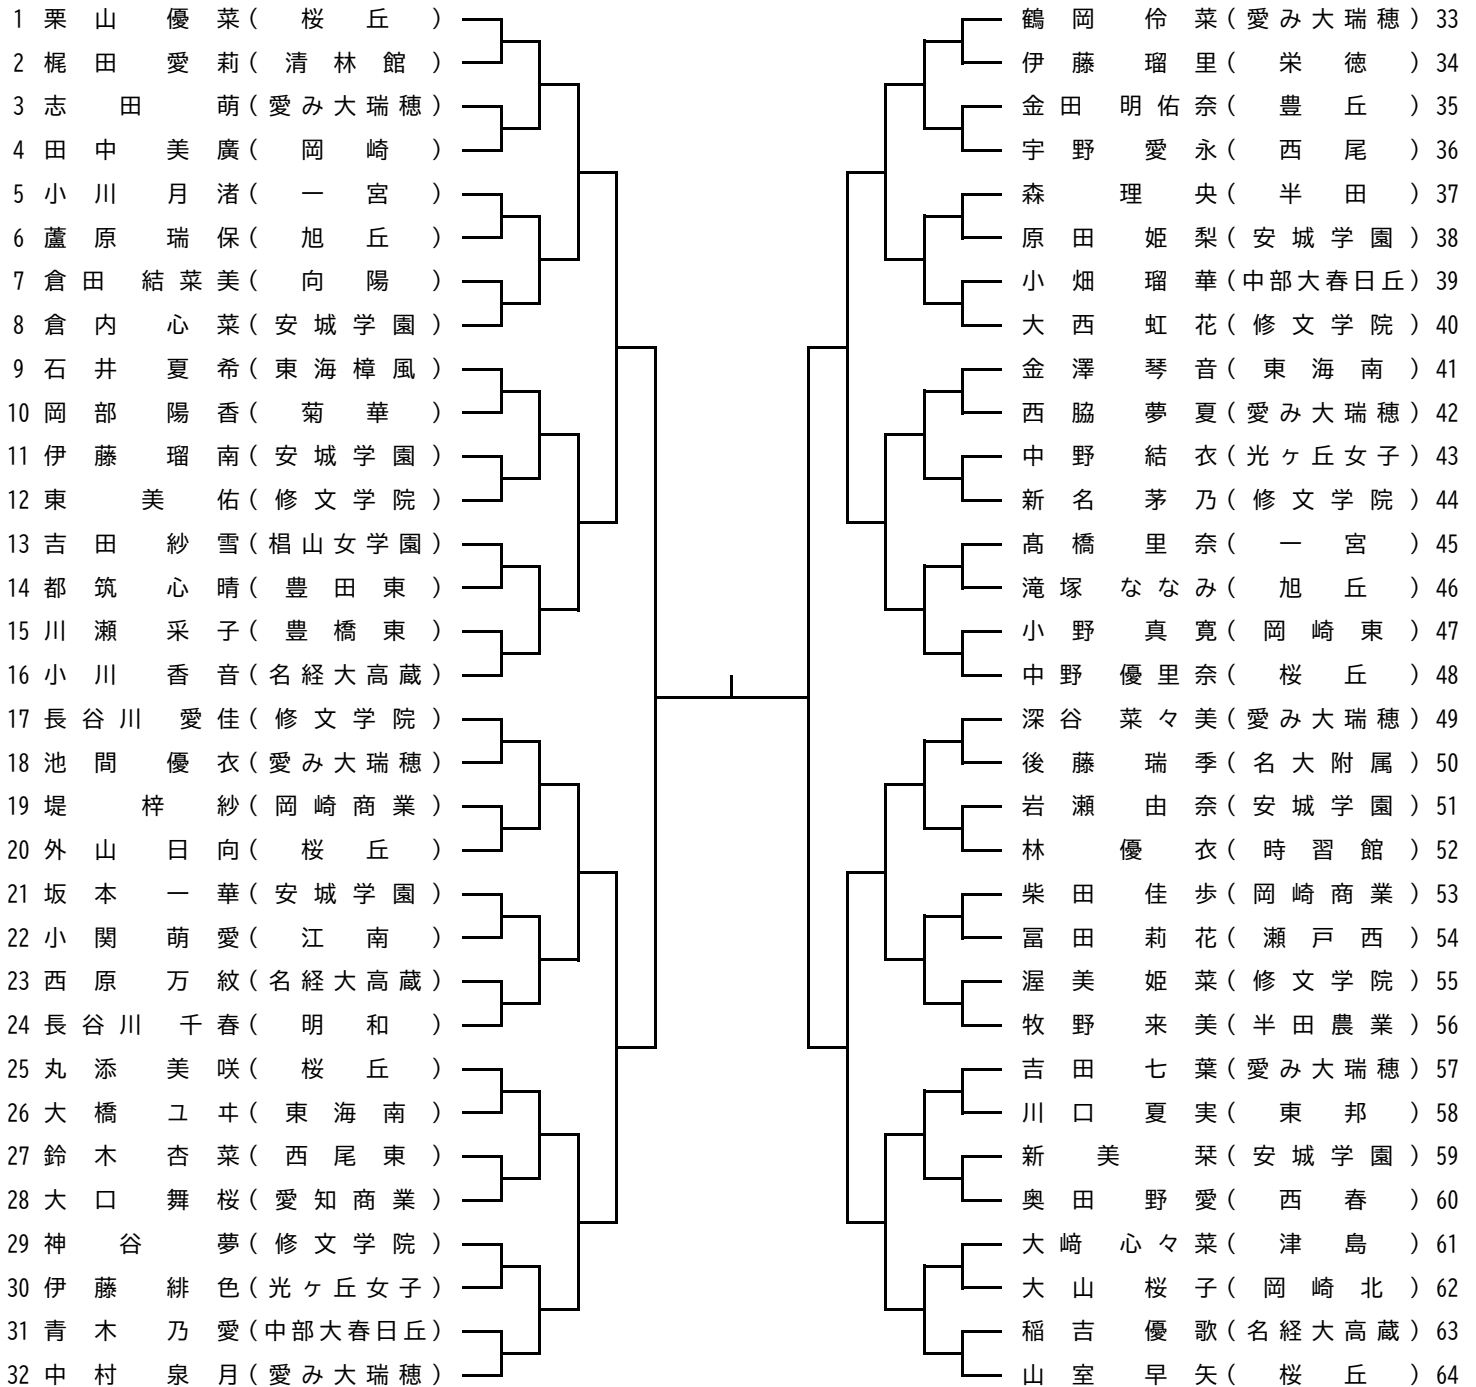 1 栗山 優菜(桜丘)
2 梶田 愛莉(清林館)
3 志田 萌(愛み大瑞穂)
4 田中 美廣(岡崎)
5 小川 月渚(一宮)
6 蘆原 瑞保(旭丘)
7 倉田 結菜美(向陽)
8 倉内 心菜(安城学園)
9 石井 夏希(東海樟風)
10 岡部 陽香(菊華)
11 伊藤 瑠南(安城学園)
12 東 美佑(修文学院)
13 吉田 紗雪(椙山女学園)
14 都筑 心晴(豊田東)
15 川瀬 采子(豊橋東)
16 小川 香音(名経大高蔵)
17 長谷川 愛佳(修文学院)
18 池間 優衣(愛み大瑞穂)
19 堤 梓紗(岡崎商業)
20 外山 日向(桜丘)
21 坂本 一華(安城学園)
22 小関 萌愛(江南)
23 西原 万紋(名経大高蔵)
24 長谷川 千春(明和)
25 丸添 美咲(桜丘)
26 大橋 ユヰ(東海南)
27 鈴木 杏菜(西尾東)
28 大口 舞桜(愛知商業)
29 神谷 夢(修文学院)
30 伊藤 緋色(光ヶ丘女子)
31 青木 乃愛(中部大春日丘)
32 中村 泉月(愛み大瑞穂)
鶴岡 伶菜(愛み大瑞穂)33
伊藤 瑠里(栄徳)34
金田 明佑奈(豊丘)35
宇野 愛永(西尾)36
森 理央(半田)37
原田 姫梨(安城学園)38
小畑 瑠華(中部大春日丘)39
大西 虹花(修文学院)40
金澤 琴音(東海南)41
西脇 夢夏(愛み大瑞穂)42
中野 結衣(光ヶ丘女子)43
新名 茅乃(修文学院)44
髙橋 里奈(一宮)45
滝塚 ななみ(旭丘)46
小野 真寛(岡崎東)47
中野 優里奈(桜丘)48
深谷 菜々美(愛み大瑞穂)49
後藤 瑞季(名大附属)50
岩瀬 由奈(安城学園)51
林 優衣(時習館)52
柴田 佳歩(岡崎商業)53
冨田 莉花(瀬戸西)54
渥美 姫菜(修文学院)55
牧野 来美(半田農業)56
吉田 七葉(愛み大瑞穂)57
川口 夏実(東邦)58
新美 栞(安城学園)59
奥田 野愛(西春)60
大﨑 心々菜(津島)61
大山 桜子(岡崎北)62
稲吉 優歌(名経大高蔵)63
山室 早矢(桜丘)64